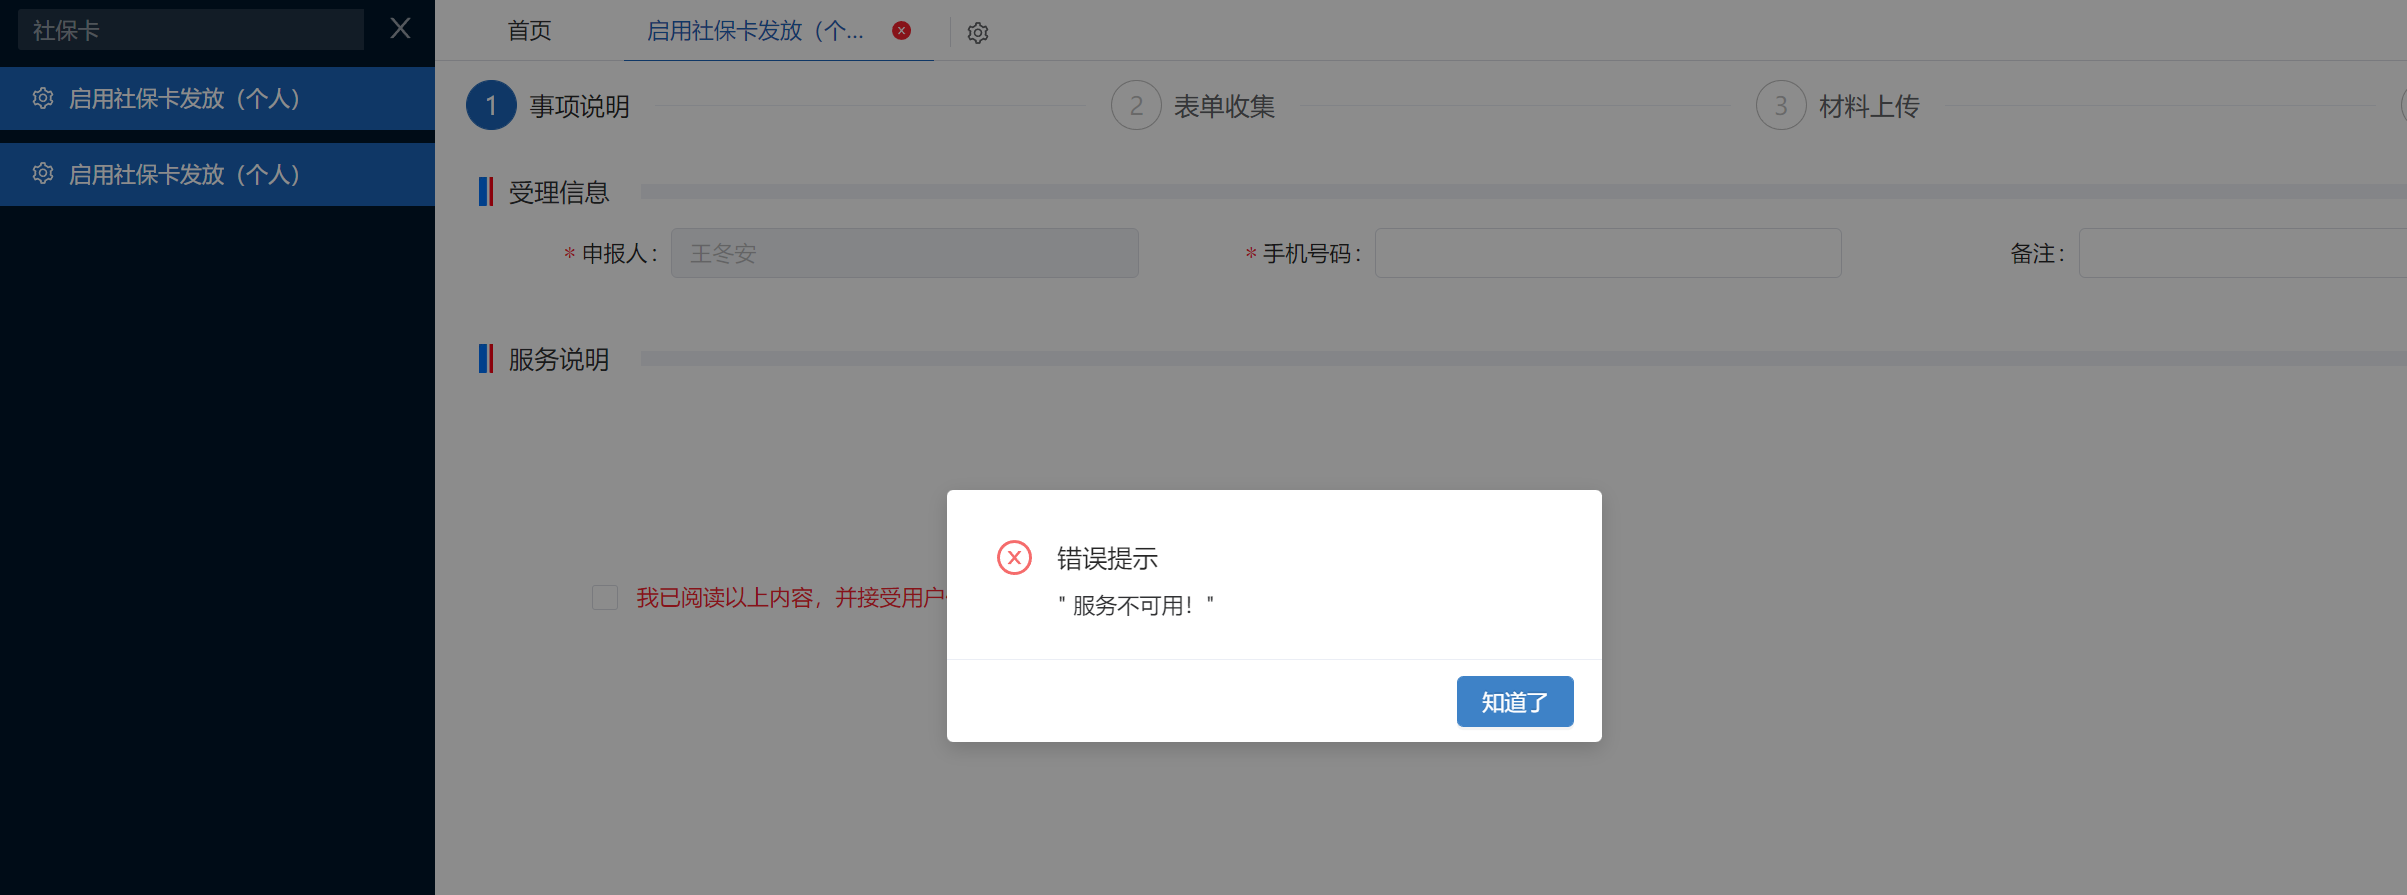 社保卡
启用社保卡发放（个人）
启用社保卡发放（个人）
首页
启用社保卡发放（个...
1 事项说明
2 表单收集
3 材料上传
受理信息
* 申报人: 王冬安
* 手机号码:
备注:
服务说明
我已阅读以上内容，并接受用户
错误提示
" 服务不可用！"
知道了